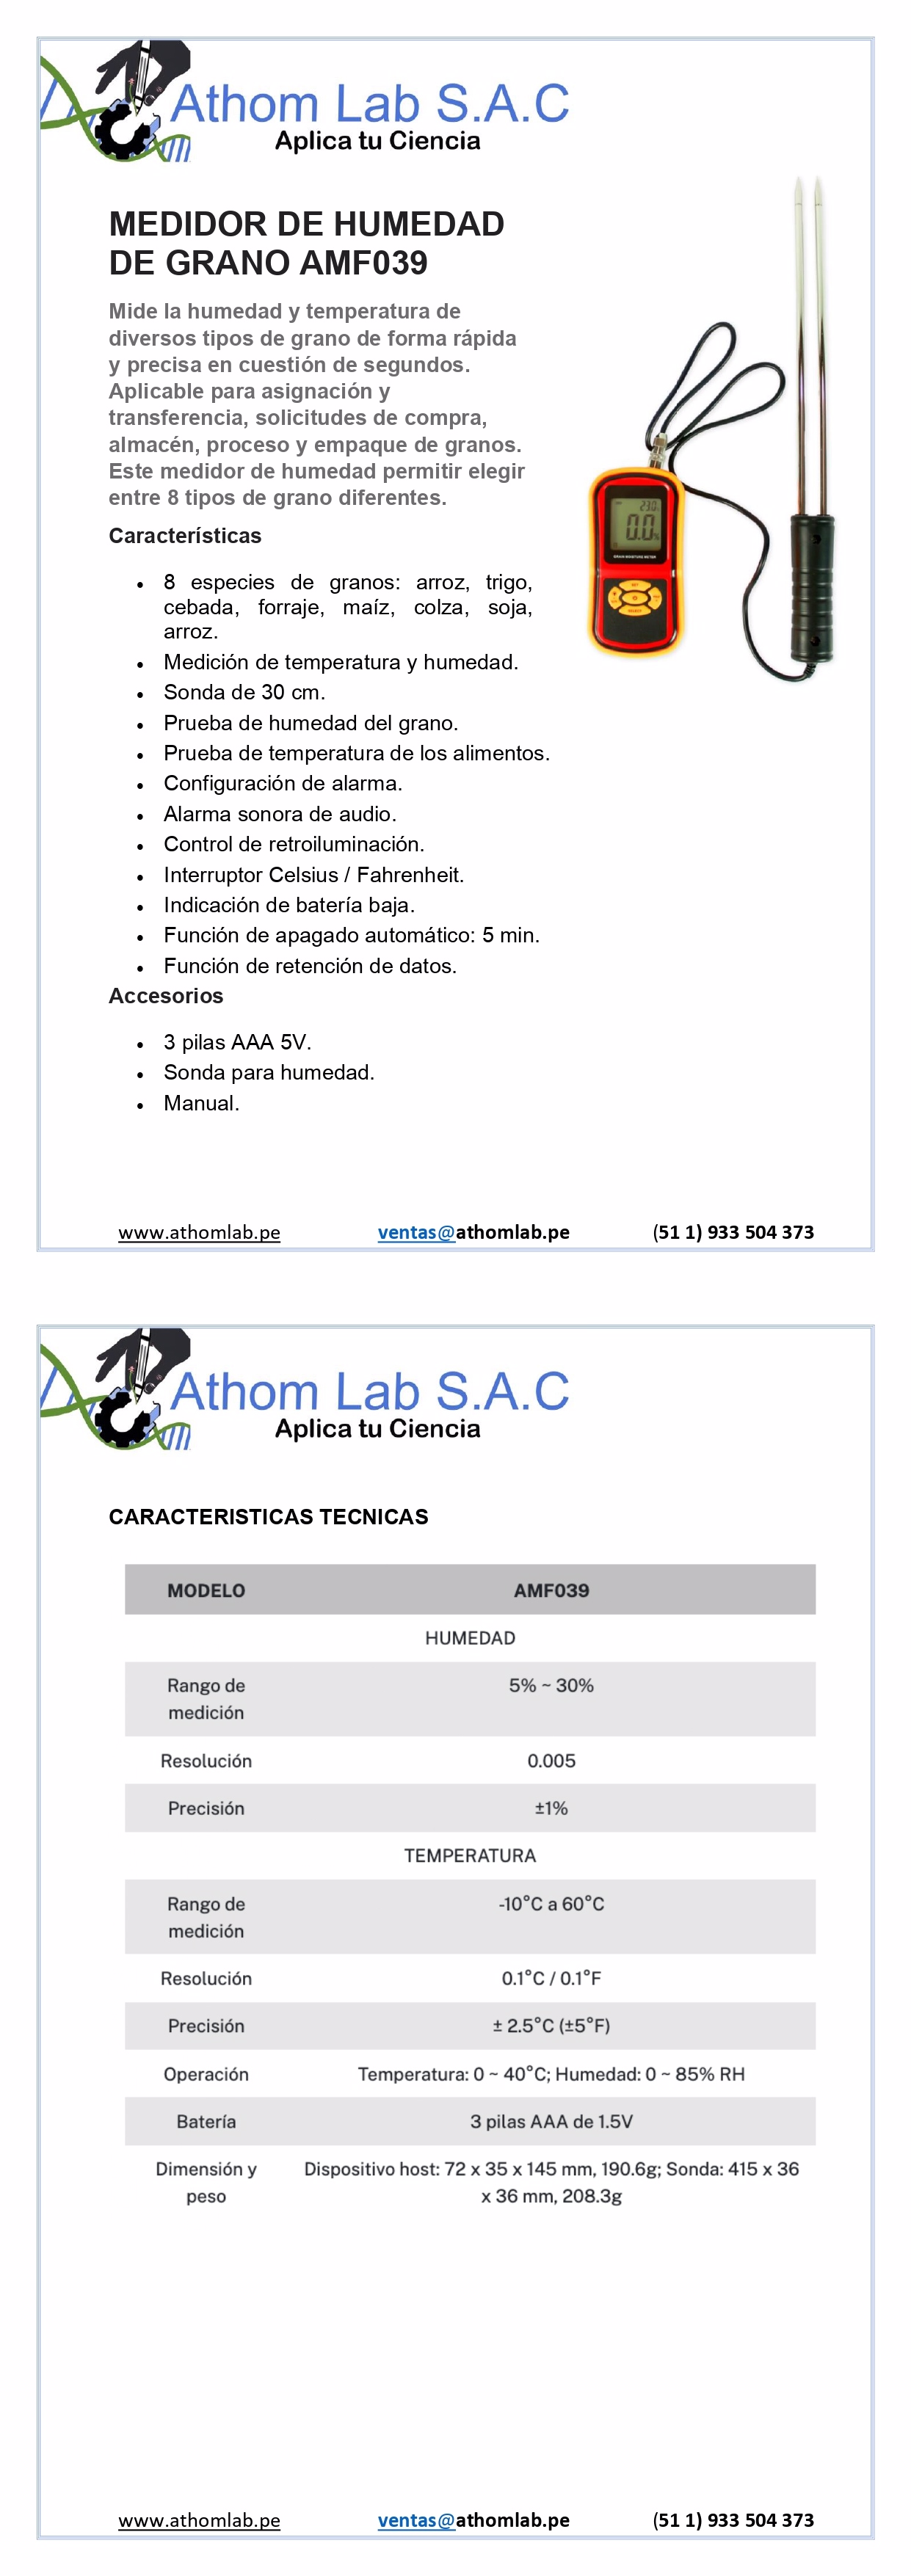 Athom Lab S.A.C
Aplica tu Ciencia
MEDIDOR DE HUMEDAD
DE GRANO AMF039
Mide la humedad y temperatura de
diversos tipos de grano de forma rápida
y precisa en cuestión de segundos.
Aplicable para asignación y
transferencia, solicitudes de compra,
almacén, proceso y empaque de granos.
Este medidor de humedad permitir elegir
entre 8 tipos de grano diferentes.
Características
• 8 especies de granos: arroz, trigo,
cebada, forraje, maíz, colza, soja,
arroz.
• Medición de temperatura y humedad.
• Sonda de 30 cm.
• Prueba de humedad del grano.
• Prueba de temperatura de los alimentos.
• Configuración de alarma.
• Alarma sonora de audio.
• Control de retroiluminación.
• Interruptor Celsius / Fahrenheit.
• Indicación de batería baja.
• Función de apagado automático: 5 min.
• Función de retención de datos.
Accesorios
• 3 pilas AAA 5V.
• Sonda para humedad.
• Manual.
23.0
0.0
GRAIN MOISTURE METER
www.athomlab.pe ventas@athomlab.pe (51 1) 933 504 373
Athom Lab S.A.C
Aplica tu Ciencia
CARACTERISTICAS TECNICAS
MODELO AMF039
HUMEDAD
Rango de 5% ~ 30%
medición
Resolución 0.005
Precisión ±1%
TEMPERATURA
Rango de -10°C a 60°C
medición
Resolución 0.1°C / 0.1°F
Precisión ± 2.5°C (±5°F)
Operación Temperatura: 0 ~ 40°C; Humedad: 0 ~ 85% RH
Batería 3 pilas AAA de 1.5V
Dimensión y Dispositivo host: 72 x 35 x 145 mm, 190.6g; Sonda: 415 x 36
peso x 36 mm, 208.3g
www.athomlab.pe ventas@athomlab.pe (51 1) 933 504 373